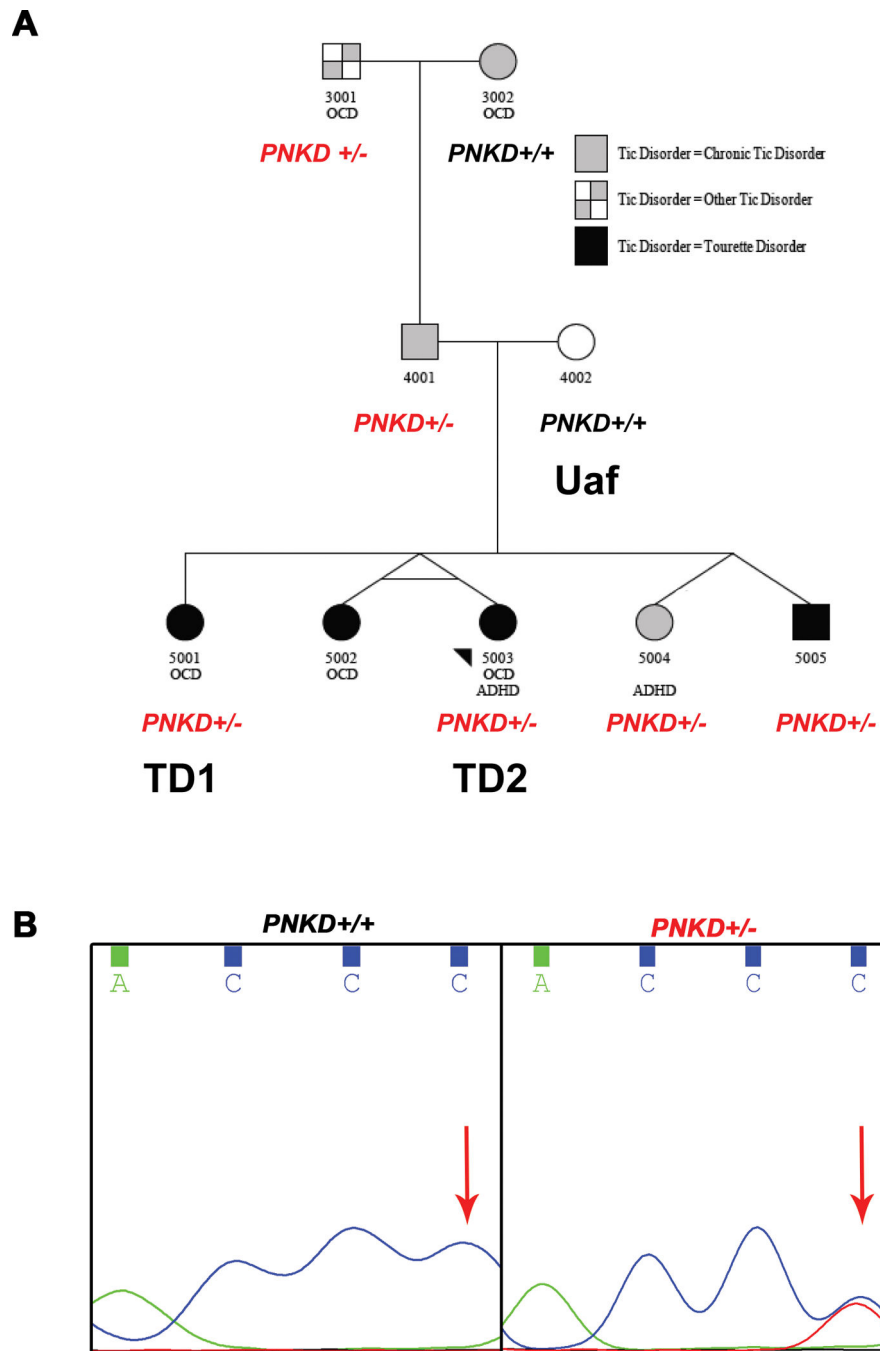 A
3001
OCD
3002
OCD
PNKD +/-
PNKD+/+
Tic Disorder = Chronic Tic Disorder
Tic Disorder = Other Tic Disorder
Tic Disorder = Tourette Disorder
4001
4002
PNKD+/-
PNKD+/+
Uaf
5001
OCD
5002
OCD
5003
OCD
ADHD
5004
ADHD
5005
PNKD+/-
PNKD+/-
PNKD+/-
PNKD+/-
TD1
TD2
B
PNKD+/+
PNKD+/-
A C C C
A C C C